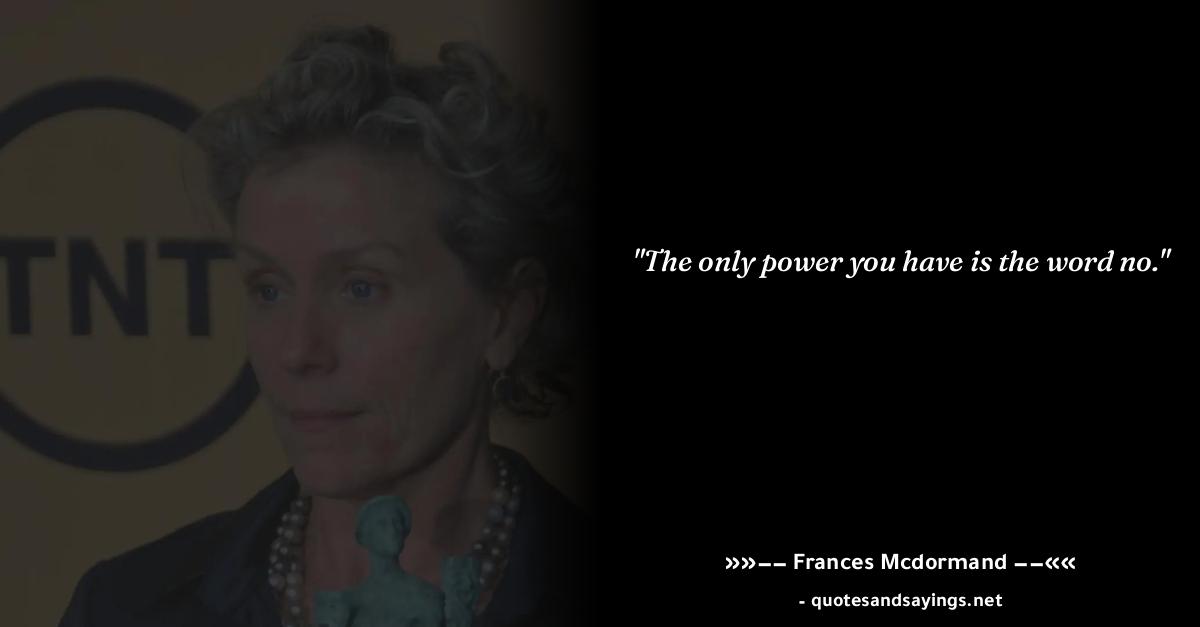 TNT
"The only power you have is the word no."
»»–– Frances Mcdormand ––««
- quotesandsayings.net